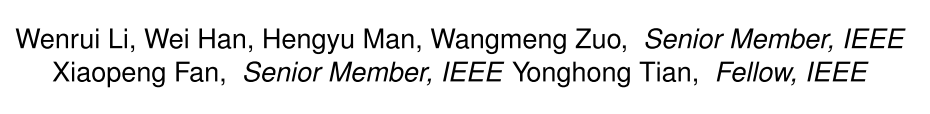 Wenrui Li, Wei Han, Hengyu Man, Wangmeng Zuo, Senior Member, IEEE
Xiaopeng Fan, Senior Member, IEEE Yonghong Tian, Fellow, IEEE